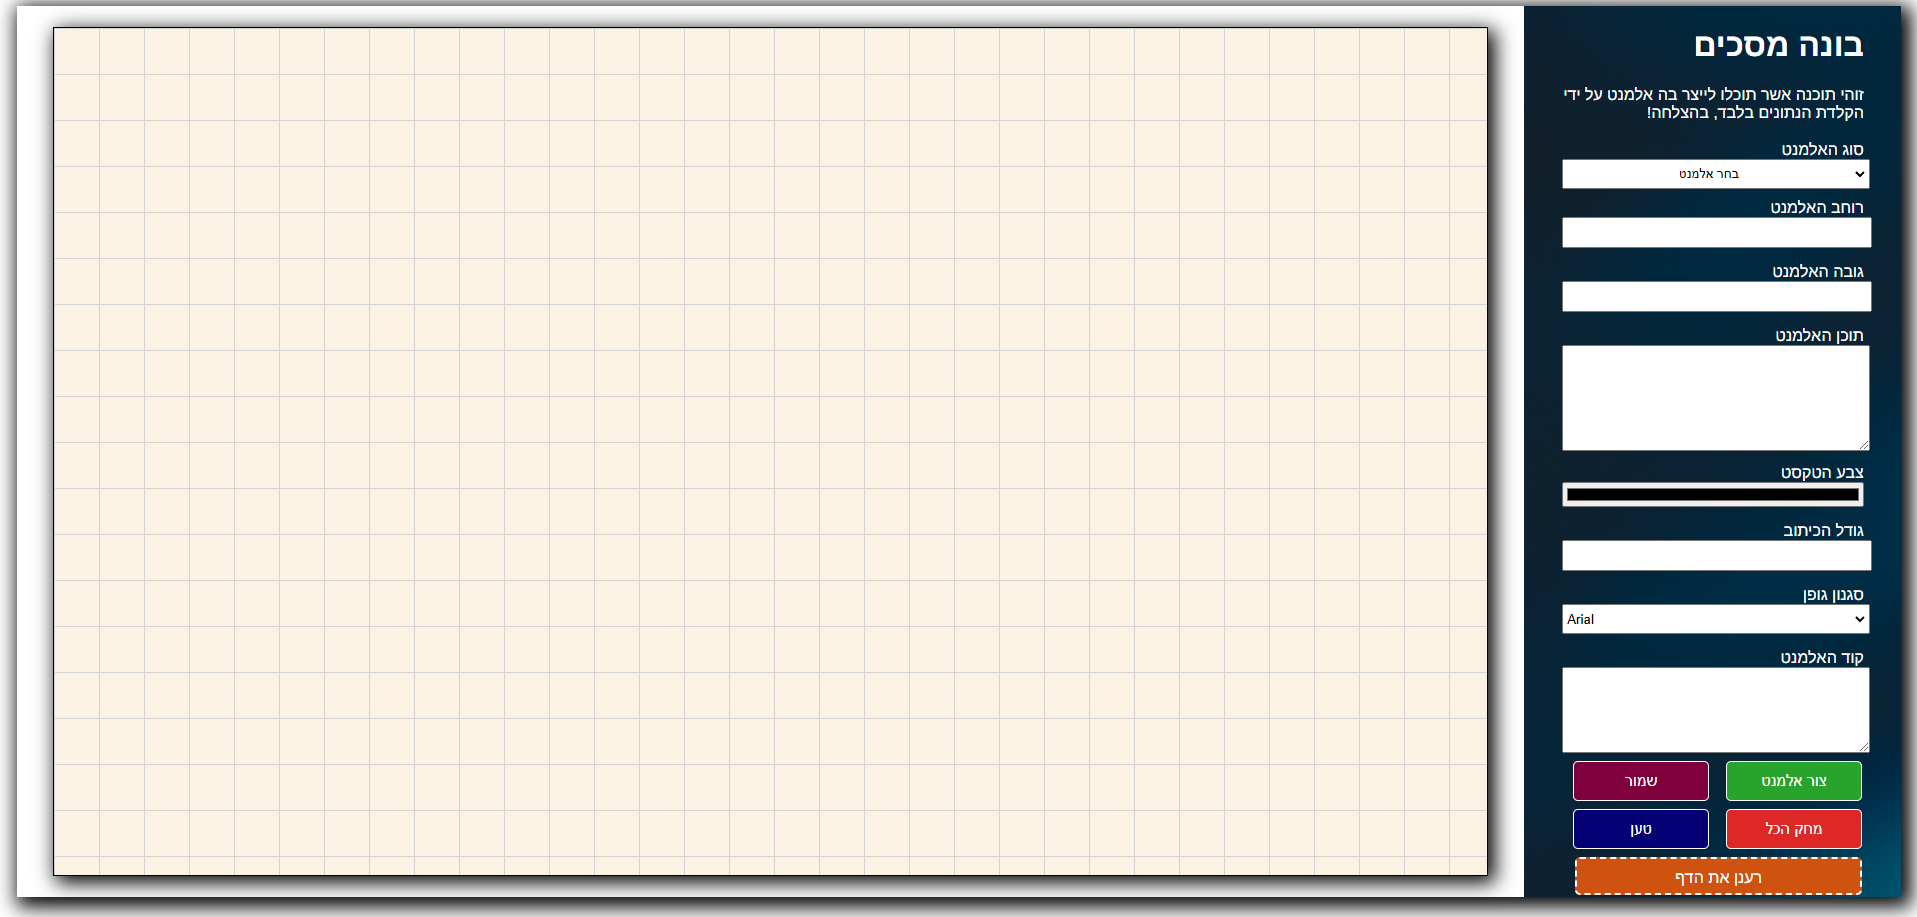 בונה מסכים
זוהי תוכנה אשר תוכלו לייצר בה אלמנט על ידי
הקלדת הנתונים בלבד, בהצלחה!
סוג האלמנט
בחר אלמנט
רוחב האלמנט
גובה האלמנט
תוכן האלמנט
צבע הטקסט
גודל הכיתוב
סגנון גופן
Arial
קוד האלמנט
צור אלמנט
שמור
מחק הכל
טען
רענן את הדף